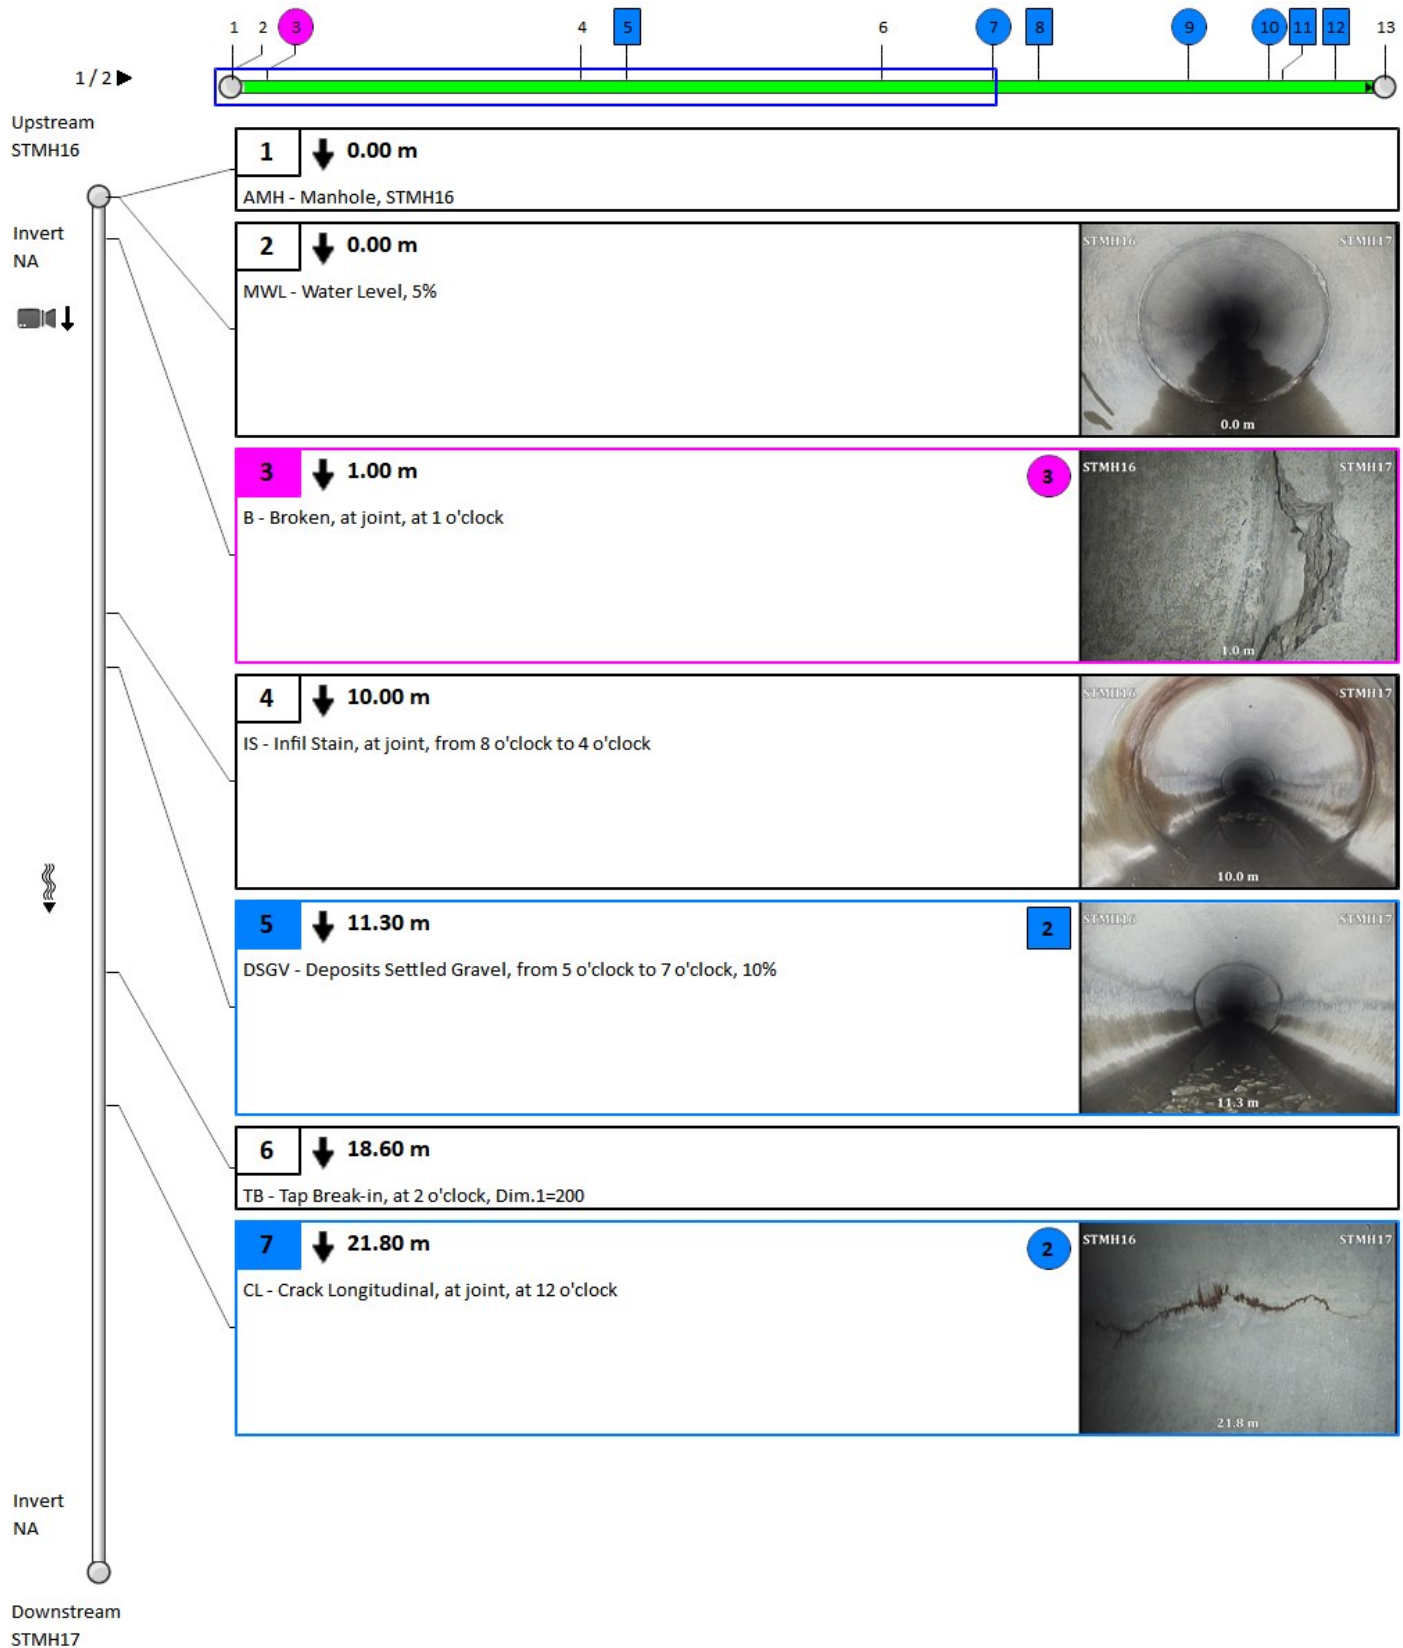 1 2 3 4 5 6 7 8 9 10 11 12 13
1 / 2
Upstream
STMH16
1 0.00 m
AMH - Manhole, STMH16
Invert
NA
2 0.00 m
MWL - Water Level, 5%
STMH16 STMH17
0.0 m
3 1.00 m 3
B - Broken, at joint, at 1 o'clock
STMH16 STMH17
1.0 m
4 10.00 m
IS - Infil Stain, at joint, from 8 o'clock to 4 o'clock
STMH16 STMH17
10.0 m
5 11.30 m 2
DSGV - Deposits Settled Gravel, from 5 o'clock to 7 o'clock, 10%
STMH16 STMH17
11.3 m
6 18.60 m
TB - Tap Break-in, at 2 o'clock, Dim.1=200
7 21.80 m 2
CL - Crack Longitudinal, at joint, at 12 o'clock
STMH16 STMH17
21.8 m
Invert
NA
Downstream
STMH17